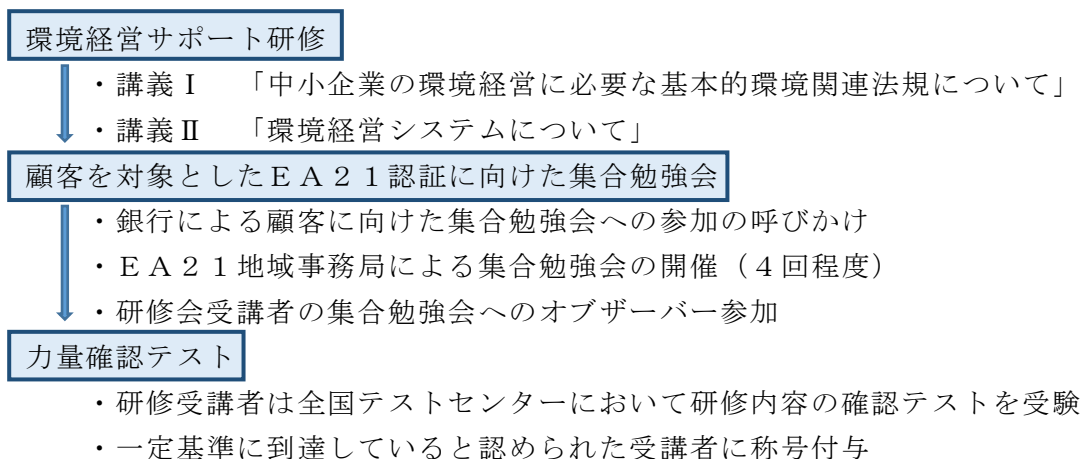 環境経営サポート研修
・講義Ⅰ　「中小企業の環境経営に必要な基本的環境関連法規について」
・講義Ⅱ　「環境経営システムについて」
顧客を対象としたＥＡ２１認証に向けた集合勉強会
・銀行による顧客に向けた集合勉強会への参加の呼びかけ
・ＥＡ２１地域事務局による集合勉強会の開催（４回程度）
・研修会受講者の集合勉強会へのオブザーバー参加
力量確認テスト
・研修受講者は全国テストセンターにおいて研修内容の確認テストを受験
・一定基準に到達していると認められた受講者に称号付与